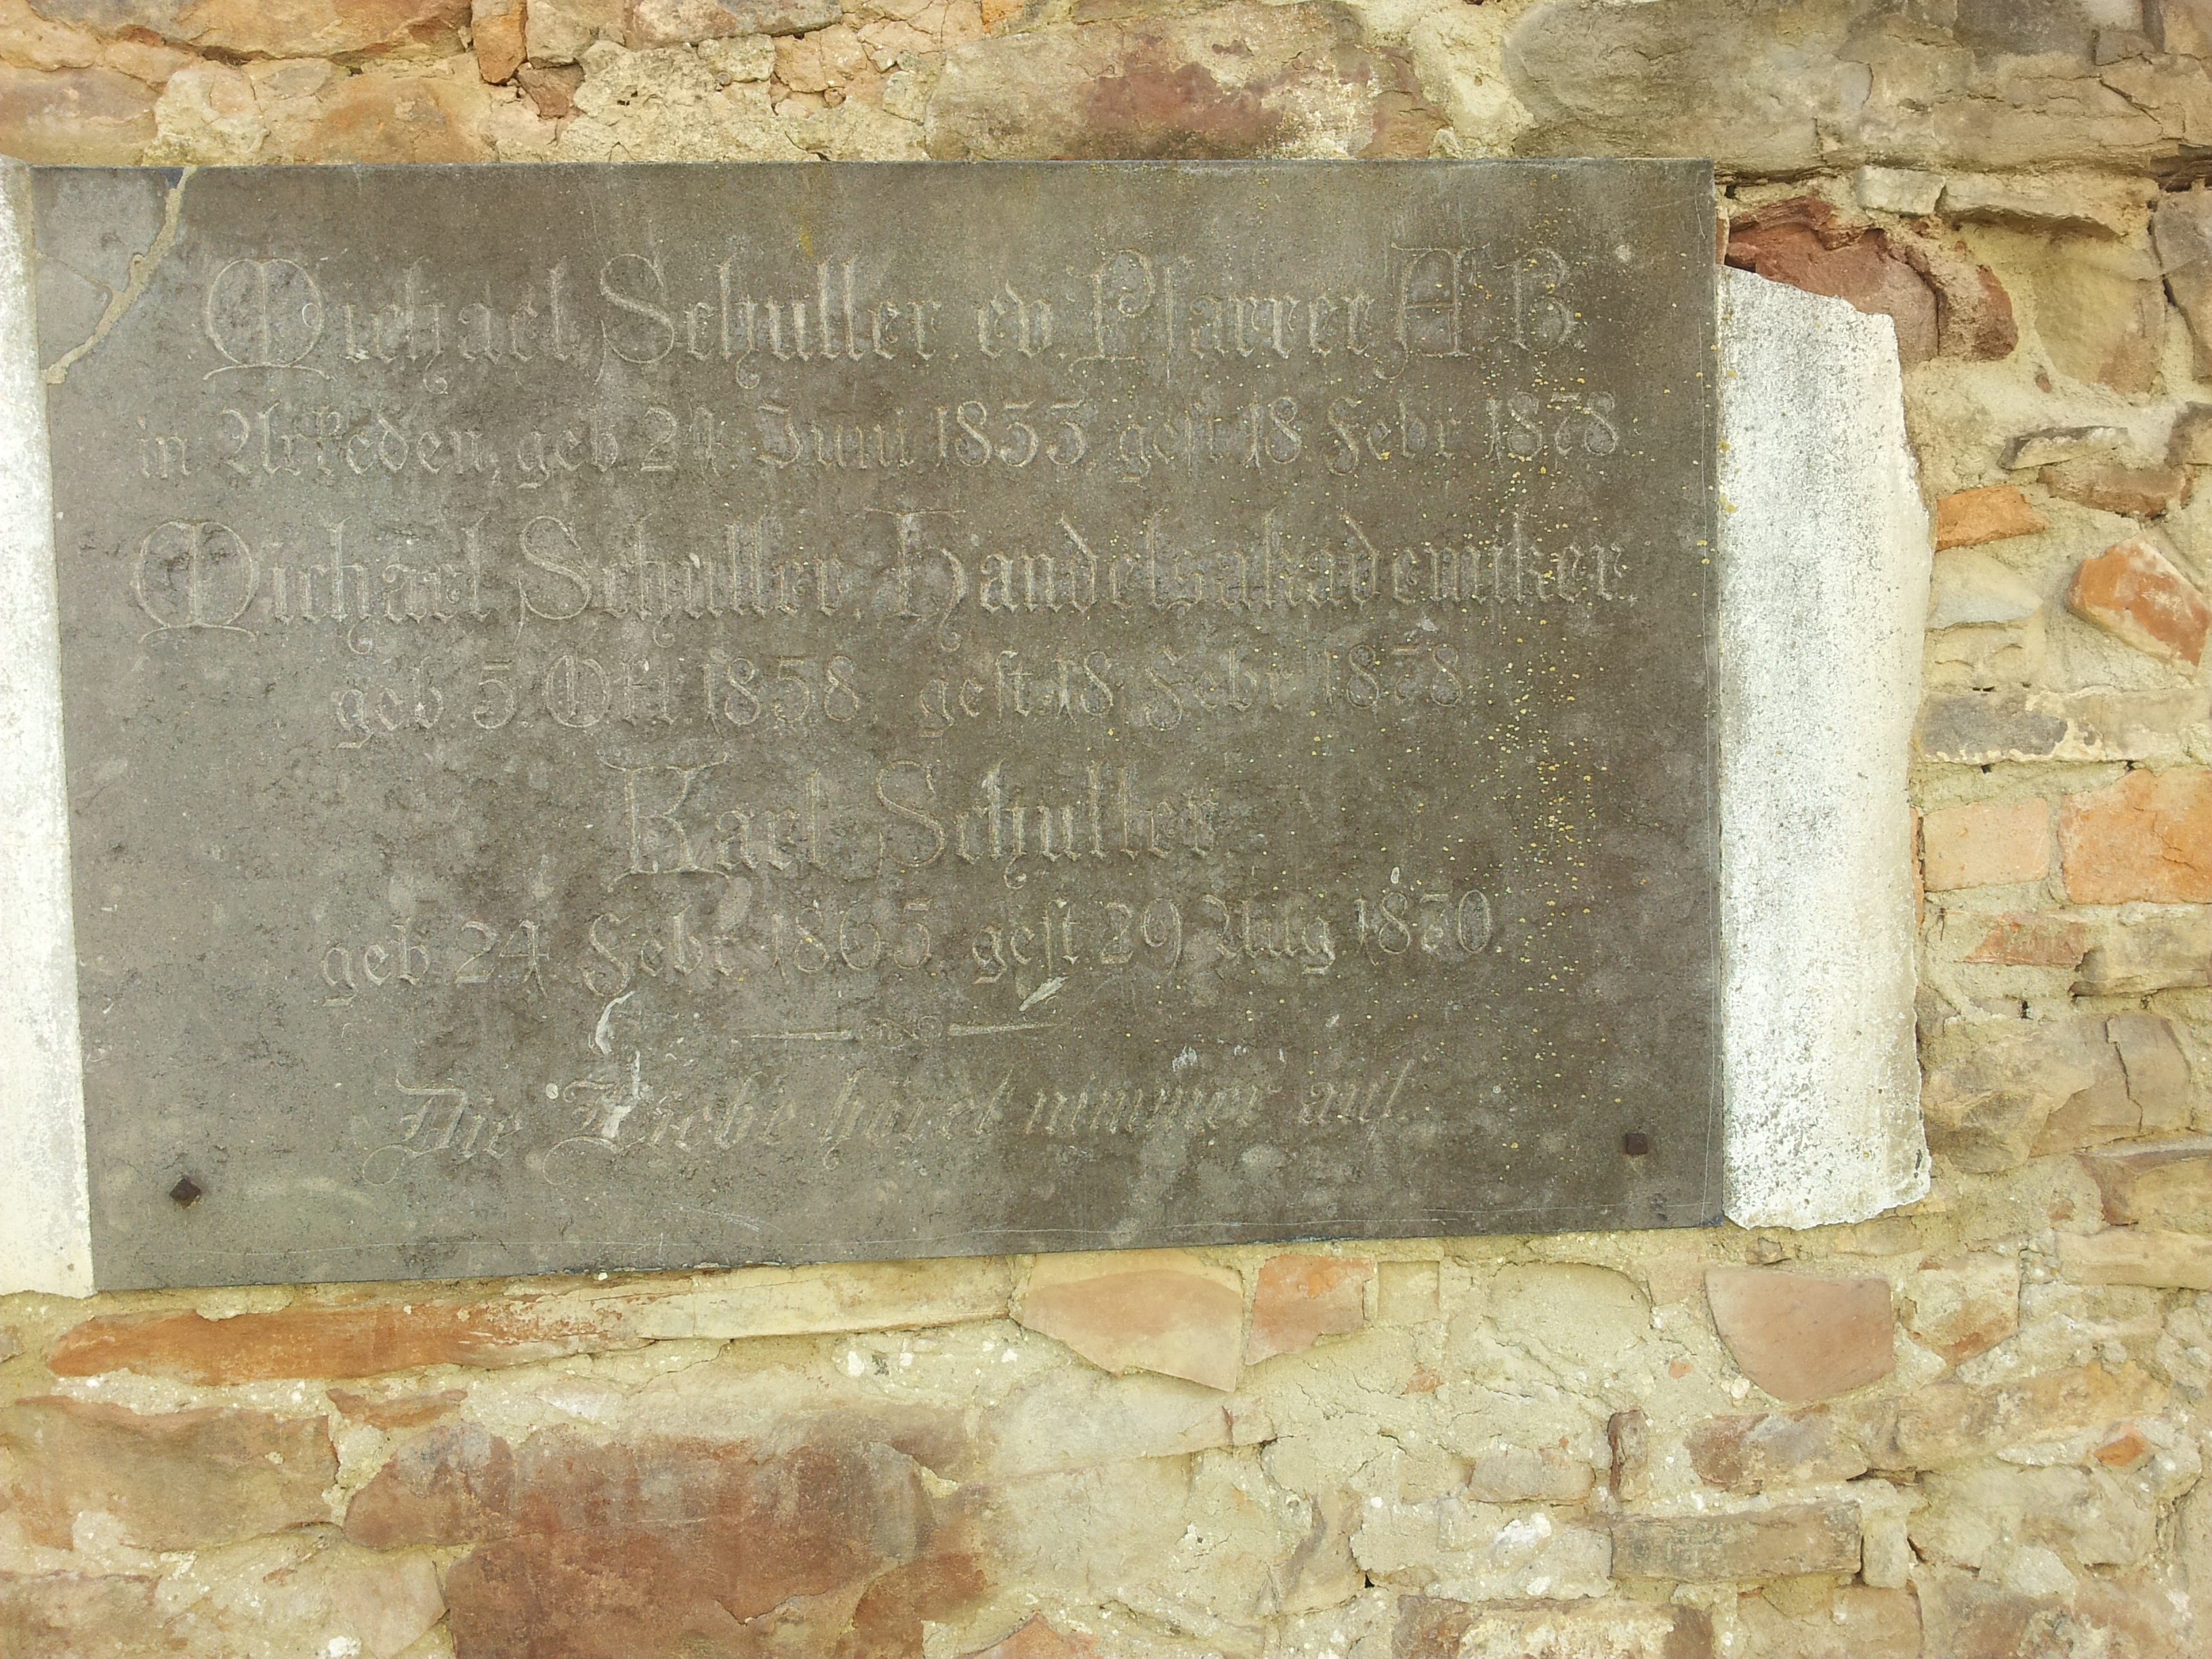 Michael Schuller ev. Pfarrer A. B.
in Arkeden, geb 24. Juni 1833 gest. 18 Febr 1878.
Michael Schuller, Handelsakademiker,
geb 5 Okt 1858. gest. 18. Febr. 1878.
Karl Schuller.
geb 24. Febr 1865. gest 29 Aug 1870.
Die Liebe höret nimmer auf.